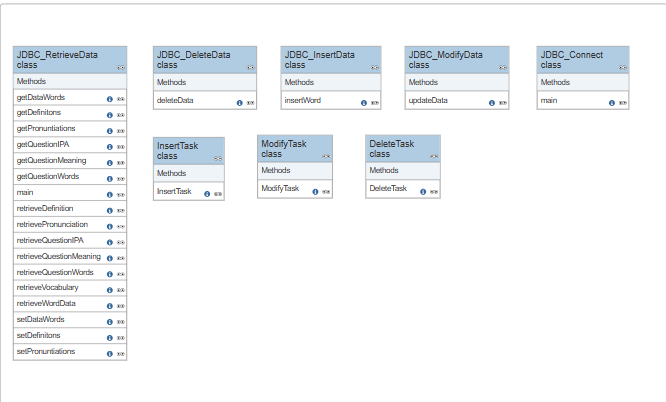 JDBC_RetrieveData
class
Methods
getDataWords
getDefinitons
getPronuntiations
getQuestionIPA
getQuestionMeaning
getQuestionWords
main
retrieveDefinition
retrievePronunciation
retrieveQuestionIPA
retrieveQuestionMeaning
retrieveQuestionWords
retrieveVocabulary
retrieveWordData
setDataWords
setDefinitons
setPronuntiations
JDBC_DeleteData
class
Methods
deleteData
JDBC_InsertData
class
Methods
insertWord
JDBC_ModifyData
class
Methods
updateData
JDBC_Connect
class
Methods
main
InsertTask
class
Methods
InsertTask
ModifyTask
class
Methods
ModifyTask
DeleteTask
class
Methods
DeleteTask